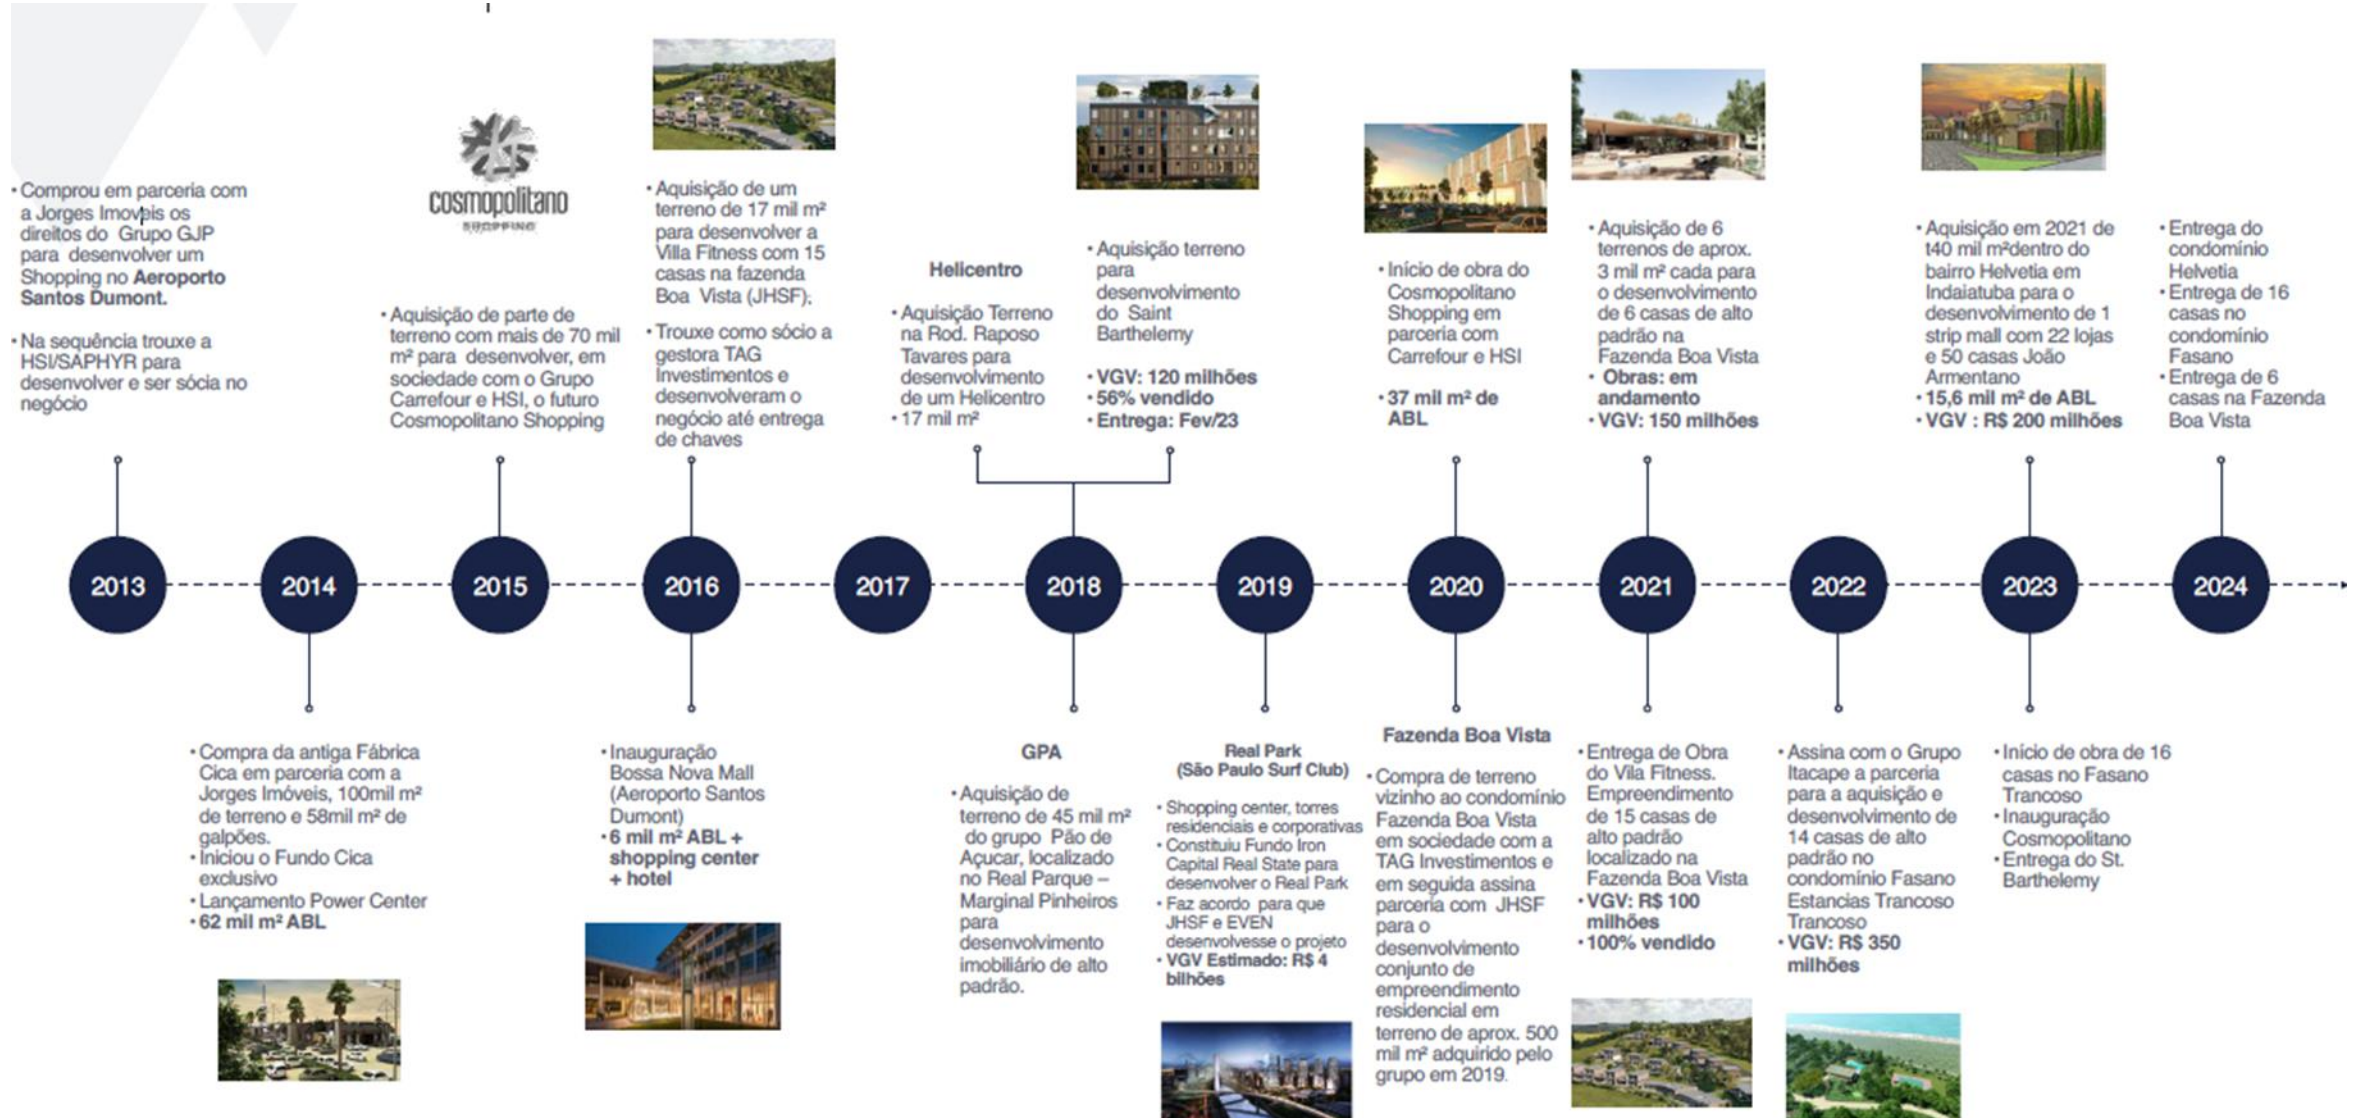 • Comprou em parceria com
a Jorges Imoveis os
direitos do Grupo GJP
para desenvolver um
Shopping no Aeroporto
Santos Dumont.
• Na sequência trouxe a
HSI/SAPHYR para
desenvolver e ser sócia no
negócio
cosmopolitano
SHOPPING
• Aquisição de parte de
terreno com mais de 70 mil
m² para desenvolver, em
sociedade com o Grupo
Carrefour e HSI, o futuro
Cosmopolitano Shopping
• Aquisição de um
terreno de 17 mil m²
para desenvolver a
Villa Fitness com 15
casas na fazenda
Boa Vista (JHSF);
• Trouxe como sócio a
gestora TAG
Investimentos e
desenvolveram o
negócio até entrega
de chaves
Helicentro
• Aquisição Terreno
na Rod. Raposo
Tavares para
desenvolvimento
de um Helicentro
• 17 mil m²
• Aquisição terreno
para
desenvolvimento
do Saint
Barthelemy
• VGV: 120 milhões
• 56% vendido
• Entrega: Fev/23
• Início de obra do
Cosmopolitano
Shopping em
parceria com
Carrefour e HSI
• 37 mil m² de
ABL
• Aquisição de 6
terrenos de aprox.
3 mil m² cada para
o desenvolvimento
de 6 casas de alto
padrão na
Fazenda Boa Vista
• Obras: em
andamento
• VGV: 150 milhões
• Aquisição em 2021 de
t40 mil m²dentro do
bairro Helvetia em
Indaiatuba para o
desenvolvimento de 1
strip mall com 22 lojas
e 50 casas João
Armentano
• 15,6 mil m² de ABL
• VGV : R$ 200 milhões
• Entrega do
condomínio
Helvetia
• Entrega de 16
casas no
condomínio
Fasano
• Entrega de 6
casas na Fazenda
Boa Vista
2013
2014
2015
2016
2017
2018
2019
2020
2021
2022
2023
2024
• Compra da antiga Fábrica
Cica em parceria com a
Jorges Imóveis, 100mil m²
de terreno e 58mil m² de
galpões.
• Iniciou o Fundo Cica
exclusivo
• Lançamento Power Center
• 62 mil m² ABL
• Inauguração
Bossa Nova Mall
(Aeroporto Santos
Dumont)
• 6 mil m² ABL +
shopping center
+ hotel
GPA
• Aquisição de
terreno de 45 mil m²
do grupo Pão de
Açucar, localizado
no Real Parque –
Marginal Pinheiros
para
desenvolvimento
imobiliário de alto
padrão.
Real Park
(São Paulo Surf Club)
• Shopping center, torres
residenciais e corporativas
• Constituiu Fundo Iron
Capital Real State para
desenvolver o Real Park
• Faz acordo para que
JHSF e EVEN
desenvolvesse o projeto
• VGV Estimado: R$ 4
bilhões
Fazenda Boa Vista
• Compra de terreno
vizinho ao condomínio
Fazenda Boa Vista
em sociedade com a
TAG Investimentos e
em seguida assina
parceria com JHSF
para o
desenvolvimento
conjunto de
empreendimento
residencial em
terreno de aprox. 500
mil m² adquirido pelo
grupo em 2019.
• Entrega de Obra
do Vila Fitness.
Empreendimento
de 15 casas de
alto padrão
localizado na
Fazenda Boa Vista
• VGV: R$ 100
milhões
• 100% vendido
• Assina com o Grupo
Itacape a parceria
para a aquisição e
desenvolvimento de
14 casas de alto
padrão no
condomínio Fasano
Estancias Trancoso
Trancoso
• VGV: R$ 350
milhões
• Início de obra de 16
casas no Fasano
Trancoso
• Inauguração
Cosmopolitano
• Entrega do St.
Barthelemy